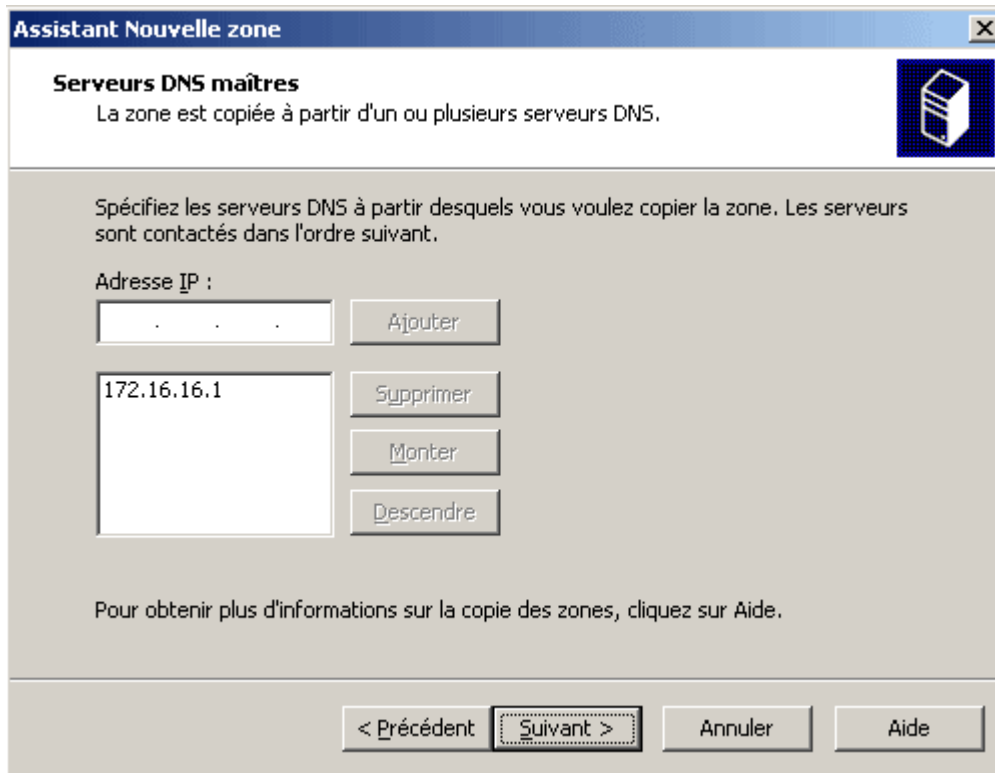 Assistant Nouvelle zone
Serveurs DNS maîtres
La zone est copiée à partir d'un ou plusieurs serveurs DNS.
Spécifiez les serveurs DNS à partir desquels vous voulez copier la zone. Les serveurs
sont contactés dans l'ordre suivant.
Adresse IP :
. . . Ajouter
172.16.16.1 Supprimer
Monter
Descendre
Pour obtenir plus d'informations sur la copie des zones, cliquez sur Aide.
< Précédent Suivant > Annuler Aide